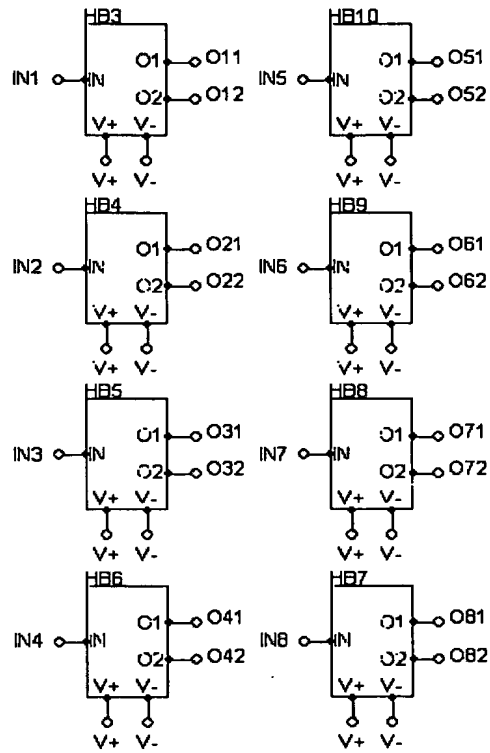 HB3 HB10
O1 O11 O1 O51
IN1 IN IN5 IN
O2 O12 O2 O52
V+ V- V+ V-
V+ V- V+ V-
HB4 HB9
O1 O21 O1 O61
IN2 IN IN6 IN
O2 O22 O2 O62
V+ V- V+ V-
V+ V- V+ V-
HB5 HB8
O1 O31 O1 O71
IN3 IN IN7 IN
O2 O32 O2 O72
V+ V- V+ V-
V+ V- V+ V-
HB6 HB7
O1 O41 O1 O81
IN4 IN IN8 IN
O2 O42 O2 O82
V+ V- V+ V-
V+ V- V+ V-